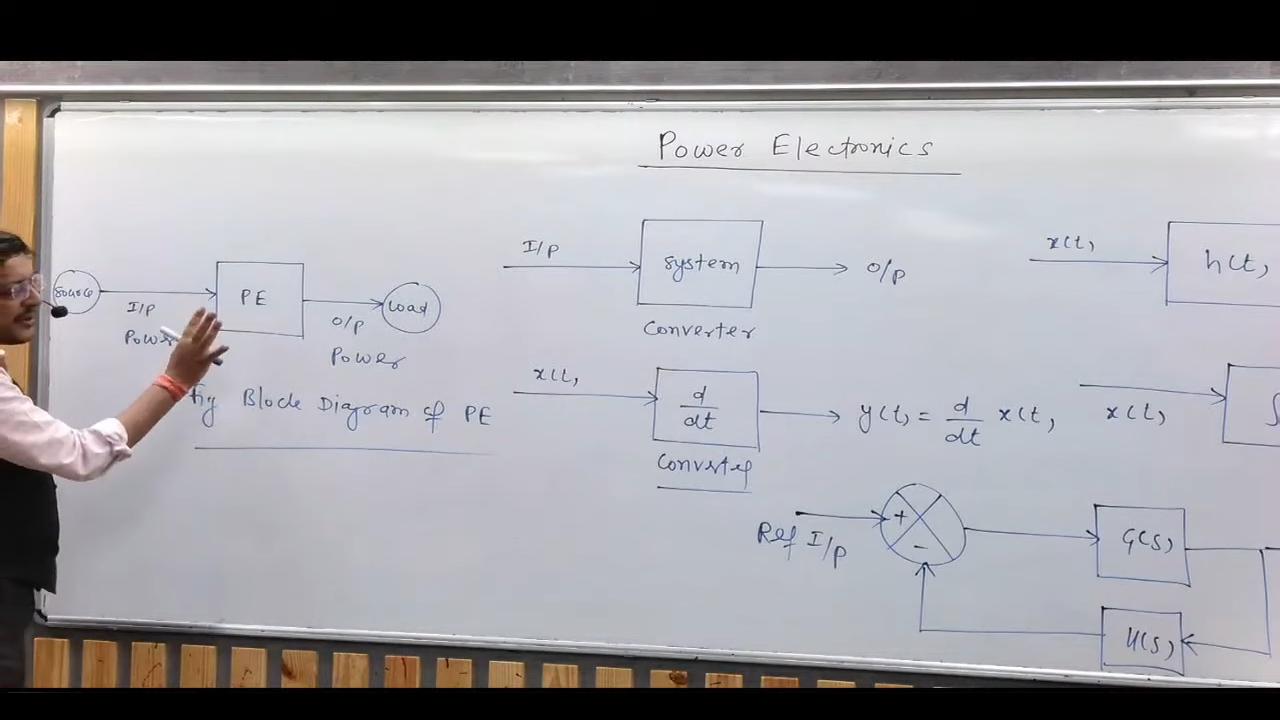 Power Electronics
Source
I/P
Power
PE
O/P
Power
Load
Fig Block Diagram of PE
I/P
System
O/P
Converter
x(t)
d/dt
y(t) = d/dt x(t)
Converter
x(t)
h(t)
x(t)
∫
Ref I/P
+
-
G(s)
H(s)